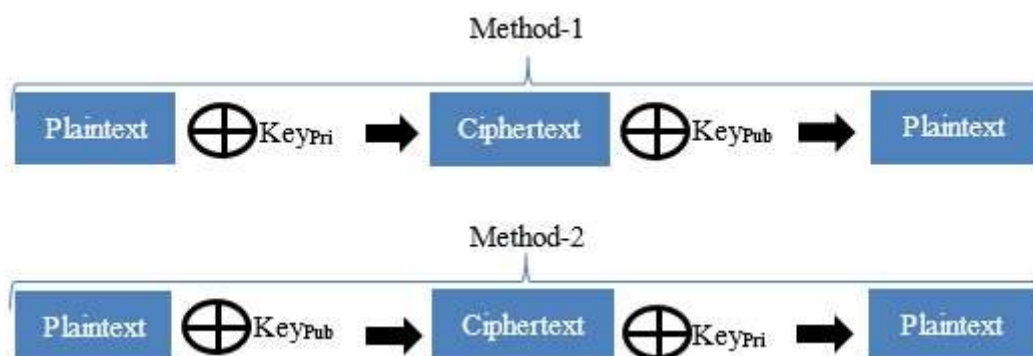 Method-1
Plaintext KeyPri Ciphertext KeyPub Plaintext
Method-2
Plaintext KeyPub Ciphertext KeyPri Plaintext